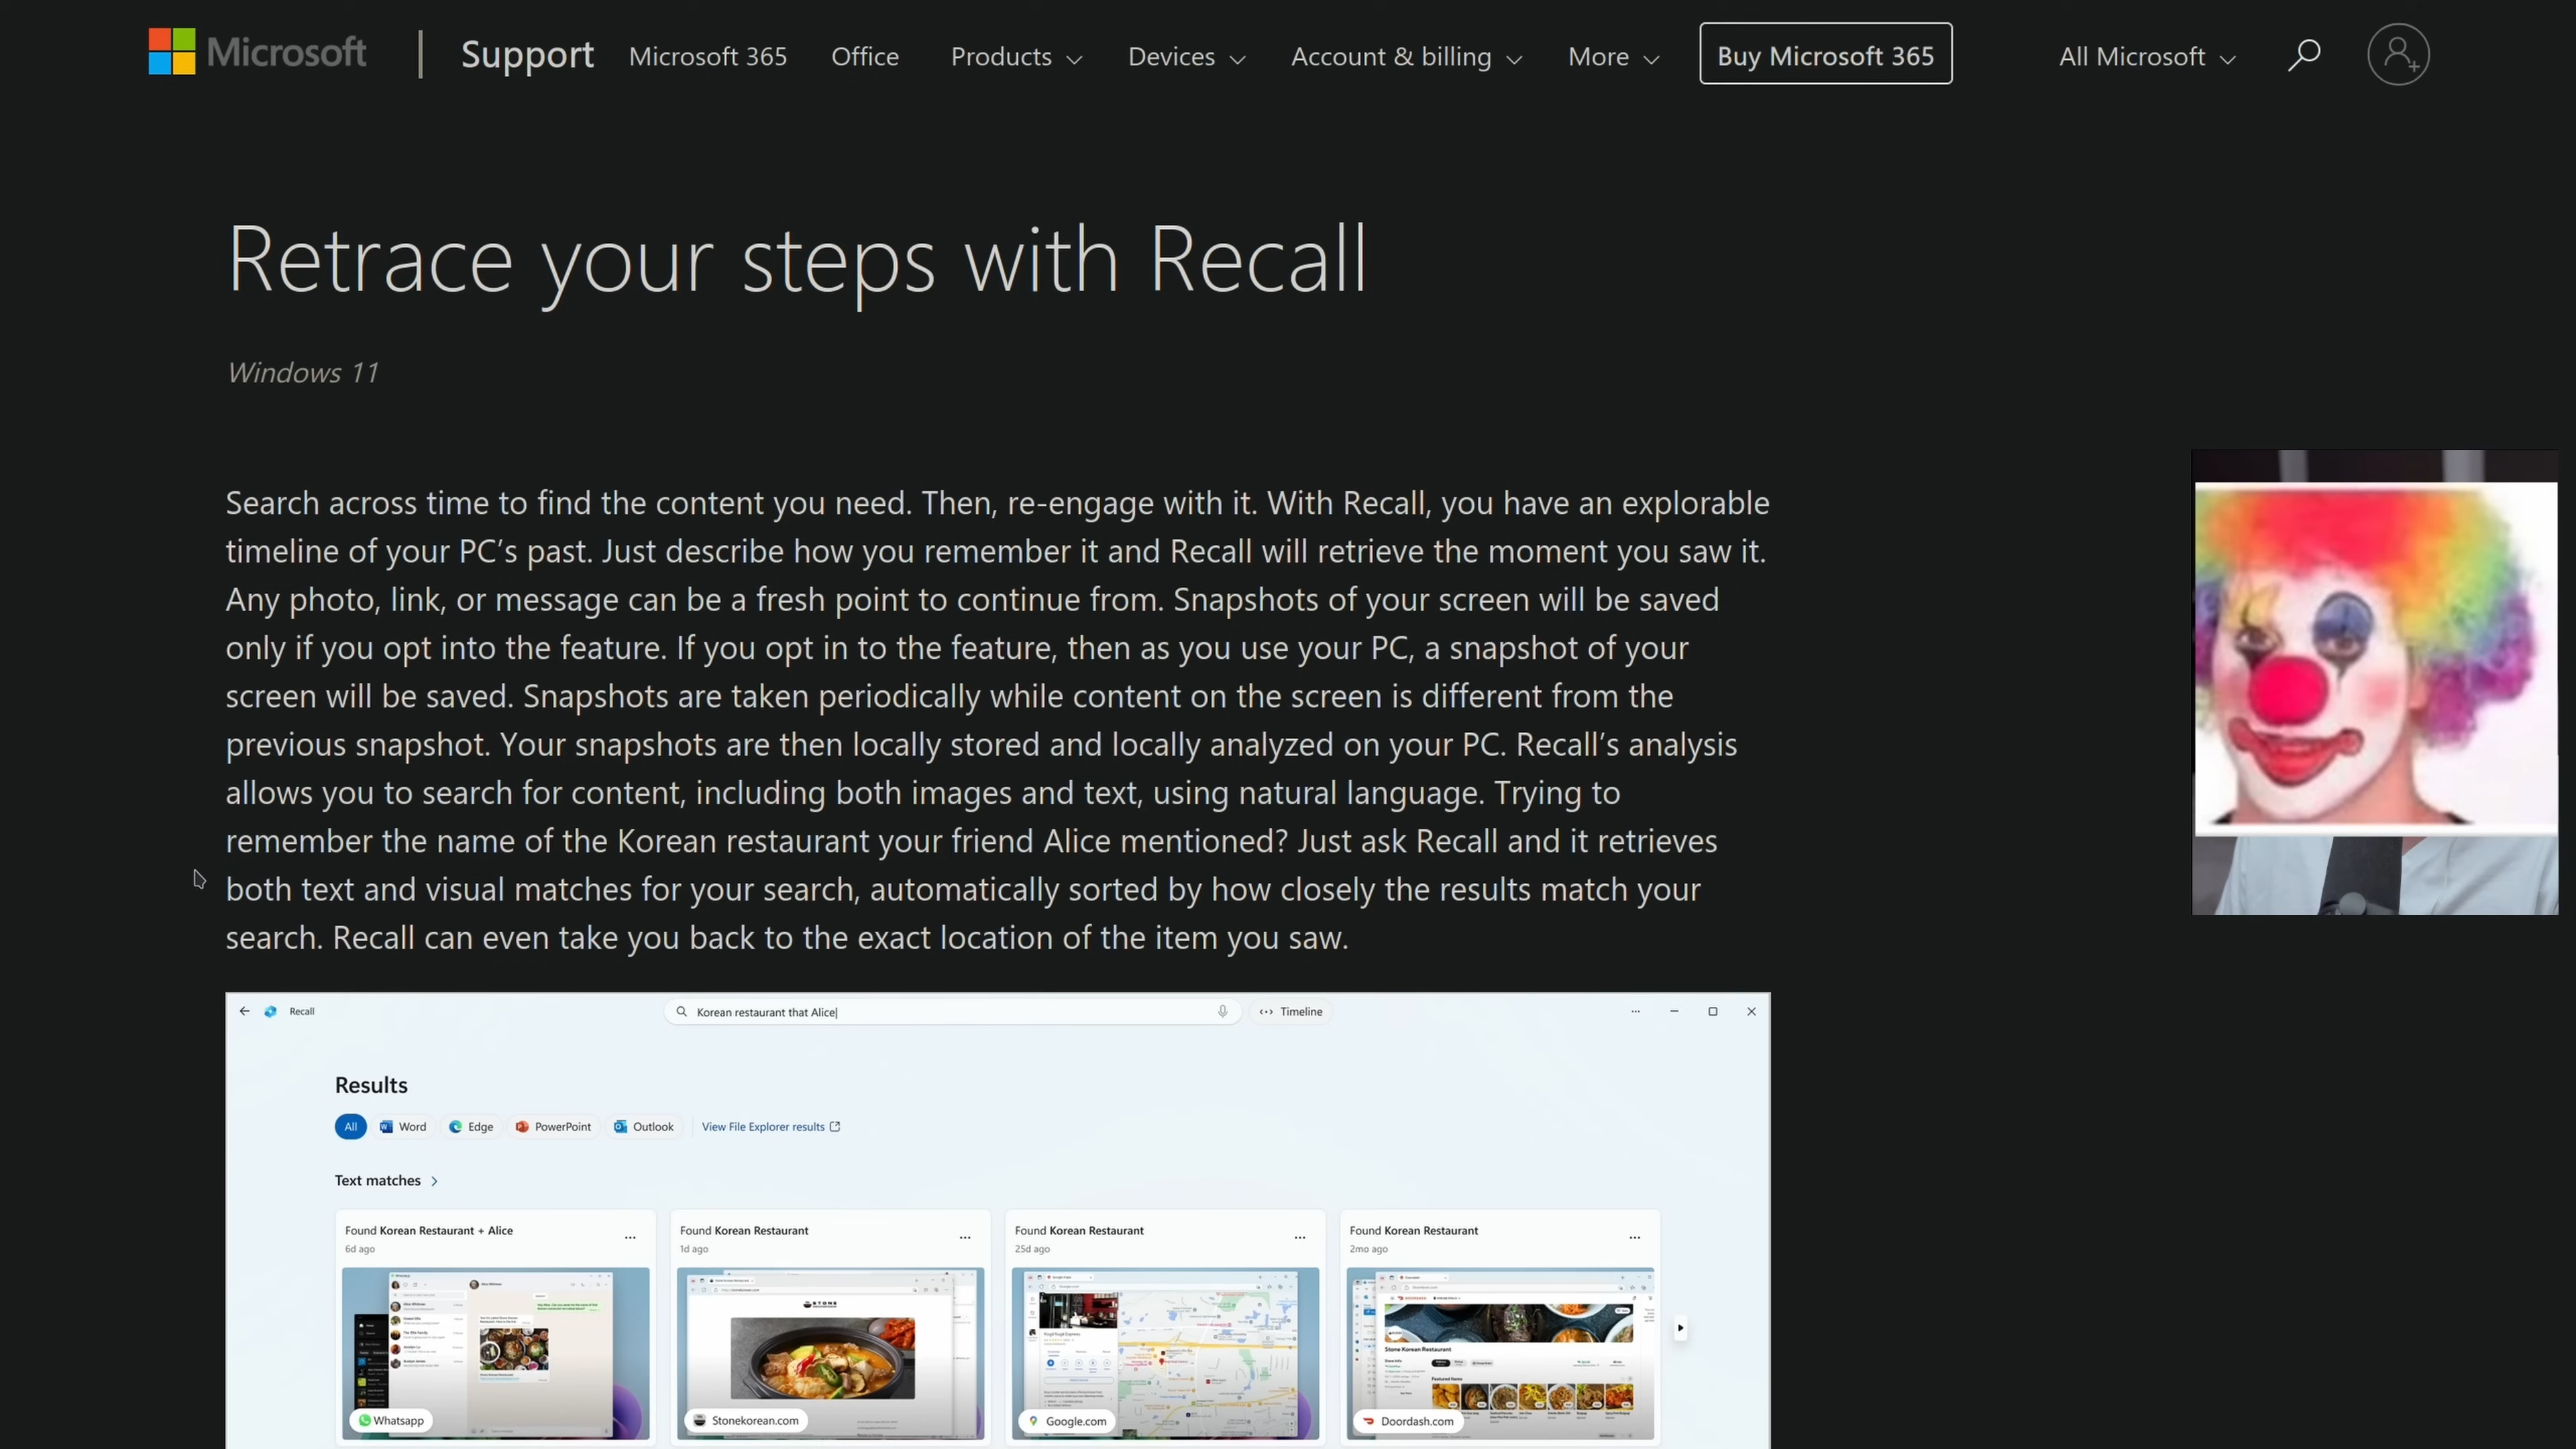 Microsoft | Support Microsoft 365 Office Products Devices Account & billing More Buy Microsoft 365 All Microsoft
Retrace your steps with Recall
Windows 11
Search across time to find the content you need. Then, re-engage with it. With Recall, you have an explorable
timeline of your PC’s past. Just describe how you remember it and Recall will retrieve the moment you saw it.
Any photo, link, or message can be a fresh point to continue from. Snapshots of your screen will be saved
only if you opt into the feature. If you opt in to the feature, then as you use your PC, a snapshot of your
screen will be saved. Snapshots are taken periodically while content on the screen is different from the
previous snapshot. Your snapshots are then locally stored and locally analyzed on your PC. Recall’s analysis
allows you to search for content, including both images and text, using natural language. Trying to
remember the name of the Korean restaurant your friend Alice mentioned? Just ask Recall and it retrieves
both text and visual matches for your search, automatically sorted by how closely the results match your
search. Recall can even take you back to the exact location of the item you saw.
Recall Korean restaurant that Alice Timeline
Results
All Word Edge PowerPoint Outlook View File Explorer results
Text matches
Found Korean Restaurant + Alice
6d ago
Found Korean Restaurant
1d ago
Found Korean Restaurant
25d ago
Found Korean Restaurant
2mo ago
STONE
Stone Korean Restaurant
Whatsapp
Stonekorean.com
Google.com
Doordash.com